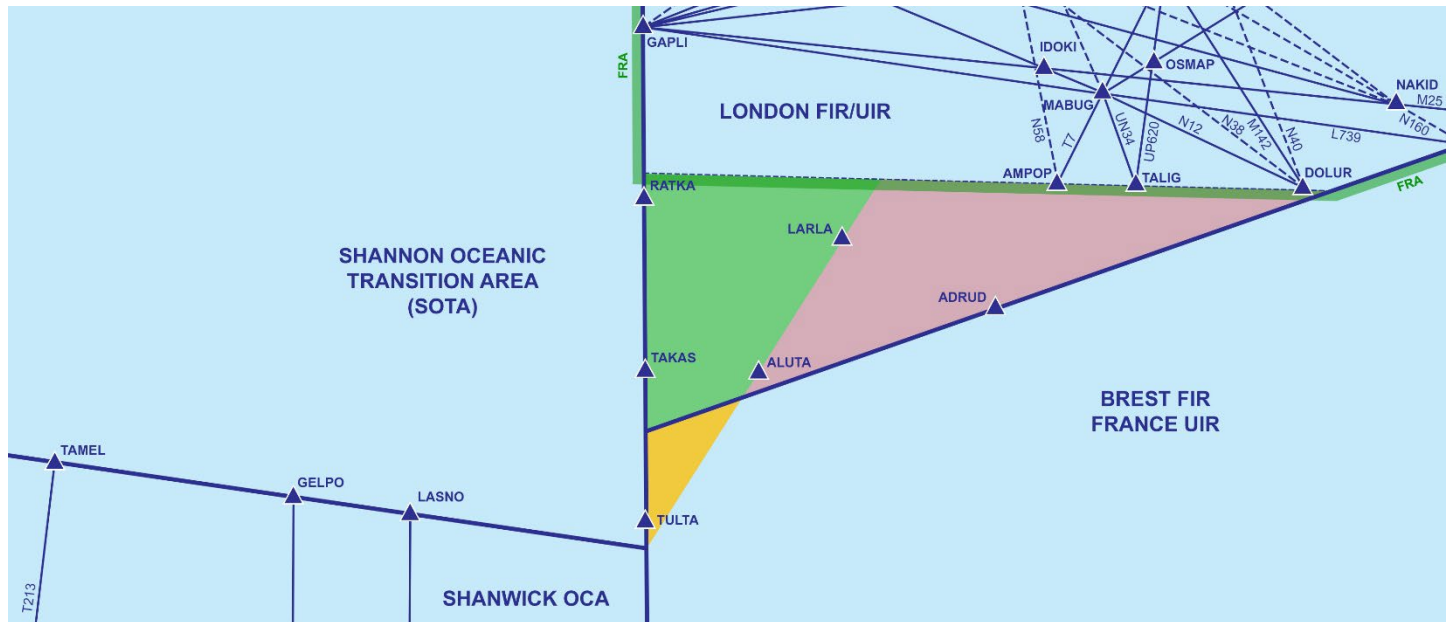 GAPLI
FRA
IDOKI
OSMAP
NAKID
M25
MABUG
LONDON FIR/UIR
N58
T7
UN34
UP620
N12
N38
M142
N40
L739
N160
AMPOP
TALIG
DOLUR
FRA
RATKA
LARLA
SHANNON OCEANIC
TRANSITION AREA
(SOTA)
ADRUD
TAKAS
ALUTA
BREST FIR
FRANCE UIR
TAMEL
GELPO
LASNO
TULTA
T213
SHANWICK OCA